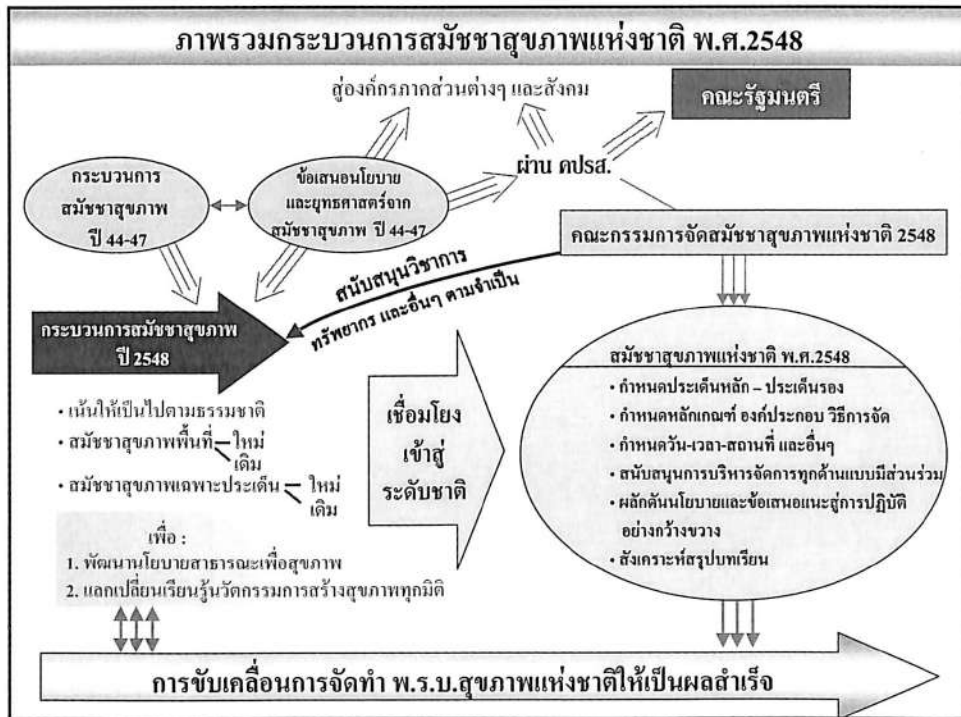 ภาพรวมกระบวนการสมัชชาสุขภาพแห่งชาติ พ.ศ.2548
สู่องค์กรภาคส่วนต่างๆ และสังคม
คณะรัฐมนตรี
ผ่าน คปรส.
กระบวนการ
สมัชชาสุขภาพ
ปี 44-47
ข้อเสนอนโยบาย
และยุทธศาสตร์จาก
สมัชชาสุขภาพ ปี 44-47
คณะกรรมการจัดสมัชชาสุขภาพแห่งชาติ 2548
สนับสนุนวิชาการ
ทรัพยากร และอื่นๆ ตามจำเป็น
กระบวนการสมัชชาสุขภาพ
ปี 2548
• เน้นให้เป็นไปตามธรรมชาติ
• สมัชชาสุขภาพพื้นที่ ใหม่
เดิม
• สมัชชาสุขภาพเฉพาะประเด็น ใหม่
เดิม
เพื่อ :
1. พัฒนานโยบายสาธารณะเพื่อสุขภาพ
2. แลกเปลี่ยนเรียนรู้นวัตกรรมการสร้างสุขภาพทุกมิติ
เชื่อมโยง
เข้าสู่
ระดับชาติ
สมัชชาสุขภาพแห่งชาติ พ.ศ.2548
• กำหนดประเด็นหลัก – ประเด็นรอง
• กำหนดหลักเกณฑ์ องค์ประกอบ วิธีการจัด
• กำหนดวัน-เวลา-สถานที่ และอื่นๆ
• สนับสนุนการบริหารจัดการทุกด้านแบบมีส่วนร่วม
• ผลักดันนโยบายและข้อเสนอแนะสู่การปฏิบัติ
อย่างกว้างขวาง
• สังเคราะห์สรุปบทเรียน
การขับเคลื่อนการจัดทำ พ.ร.บ.สุขภาพแห่งชาติให้เป็นผลสำเร็จ